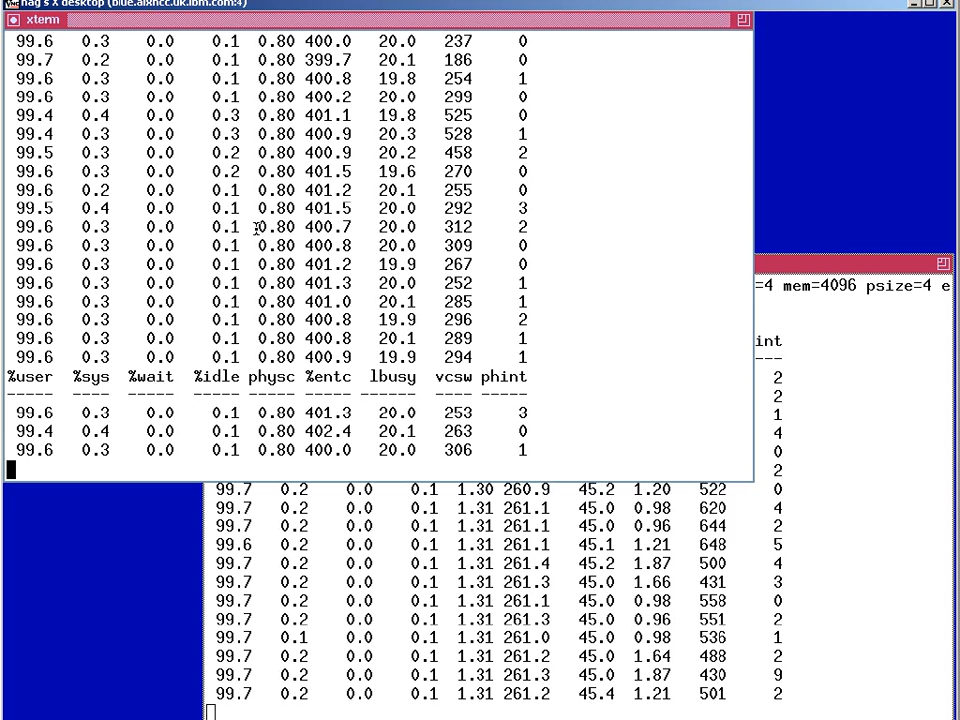 nag's X desktop (blue.aixncc.uk.ibm.com:4)
xterm
99.6 0.3 0.0 0.1 0.80 400.0 20.0 237 0
99.7 0.2 0.0 0.1 0.80 399.7 20.1 186 0
99.6 0.3 0.0 0.1 0.80 400.8 19.8 254 1
99.6 0.3 0.0 0.1 0.80 400.2 20.0 299 0
99.4 0.4 0.0 0.3 0.80 401.1 19.8 525 0
99.4 0.3 0.0 0.3 0.80 400.9 20.3 528 1
99.5 0.3 0.0 0.2 0.80 400.9 20.2 458 2
99.6 0.3 0.0 0.2 0.80 401.5 19.6 270 0
99.6 0.2 0.0 0.1 0.80 401.2 20.1 255 0
99.5 0.4 0.0 0.1 0.80 401.5 20.0 292 3
99.6 0.3 0.0 0.1 0.80 400.7 20.0 312 2
99.6 0.3 0.0 0.1 0.80 400.8 20.0 309 0
99.6 0.3 0.0 0.1 0.80 401.2 19.9 267 0
99.6 0.3 0.0 0.1 0.80 401.3 20.0 252 1
99.6 0.3 0.0 0.1 0.80 401.0 20.1 285 1
99.6 0.3 0.0 0.1 0.80 400.8 19.9 296 2
99.6 0.3 0.0 0.1 0.80 400.8 20.1 289 1
99.6 0.3 0.0 0.1 0.80 400.9 19.9 294 1
%user %sys %wait %idle physc %entc lbusy vcsw phint
----- ---- ----- ----- ----- ----- ------ ---- -----
99.6 0.3 0.0 0.1 0.80 401.3 20.0 253 3
99.4 0.4 0.0 0.1 0.80 402.4 20.1 263 0
99.6 0.3 0.0 0.1 0.80 400.0 20.0 306 1
=4 mem=4096 psize=4 e
int
---
2
2
1
4
0
2
99.7 0.2 0.0 0.1 1.30 260.9 45.2 1.20 522 0
99.7 0.2 0.0 0.1 1.31 261.1 45.0 0.98 620 4
99.7 0.2 0.0 0.1 1.31 261.1 45.0 0.96 644 2
99.6 0.2 0.0 0.1 1.31 261.1 45.1 1.21 648 5
99.7 0.2 0.0 0.1 1.31 261.4 45.2 1.87 500 4
99.7 0.2 0.0 0.1 1.31 261.3 45.0 1.66 431 3
99.7 0.2 0.0 0.1 1.31 261.1 45.0 0.98 558 0
99.7 0.2 0.0 0.1 1.31 261.3 45.0 0.96 551 2
99.7 0.1 0.0 0.1 1.31 261.0 45.0 0.98 536 1
99.7 0.2 0.0 0.1 1.31 261.2 45.0 1.64 488 2
99.7 0.2 0.0 0.1 1.31 261.3 45.0 1.87 430 9
99.7 0.2 0.0 0.1 1.31 261.2 45.4 1.21 501 2